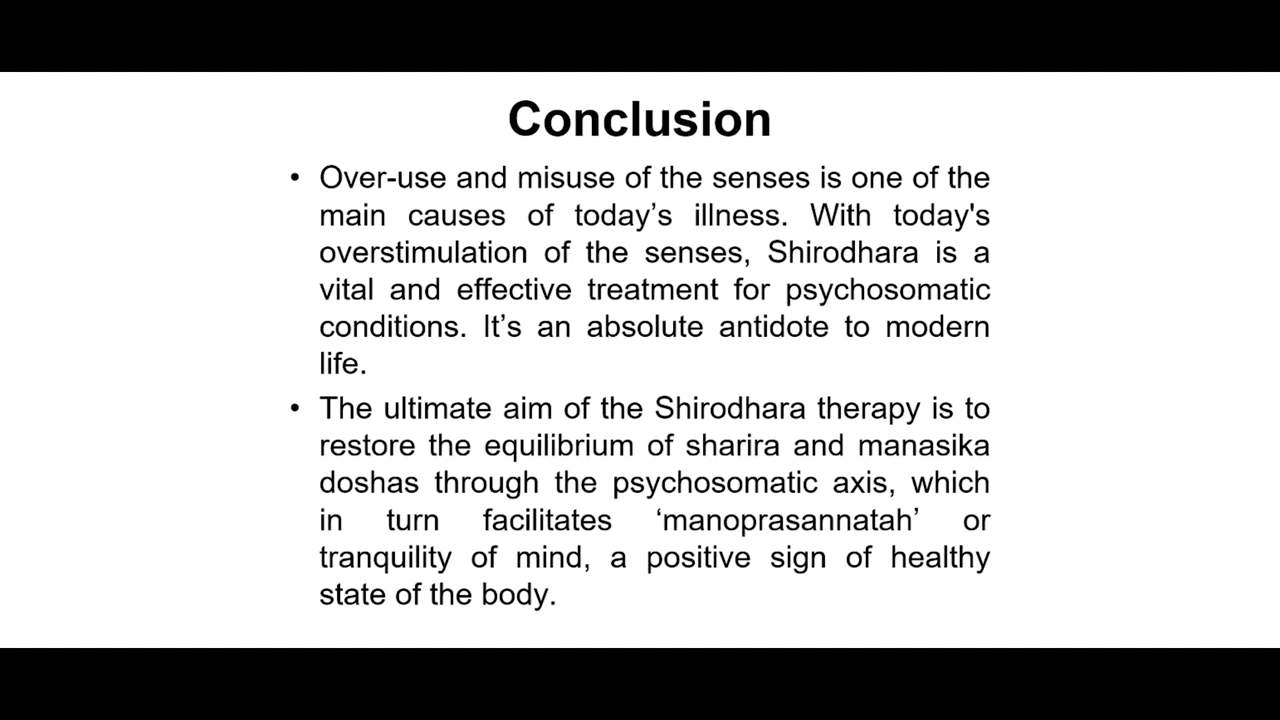 Conclusion
• Over-use and misuse of the senses is one of the
main causes of today’s illness. With today's
overstimulation of the senses, Shirodhara is a
vital and effective treatment for psychosomatic
conditions. It’s an absolute antidote to modern
life.
• The ultimate aim of the Shirodhara therapy is to
restore the equilibrium of sharira and manasika
doshas through the psychosomatic axis, which
in turn facilitates ‘manoprasannatah’ or
tranquility of mind, a positive sign of healthy
state of the body.